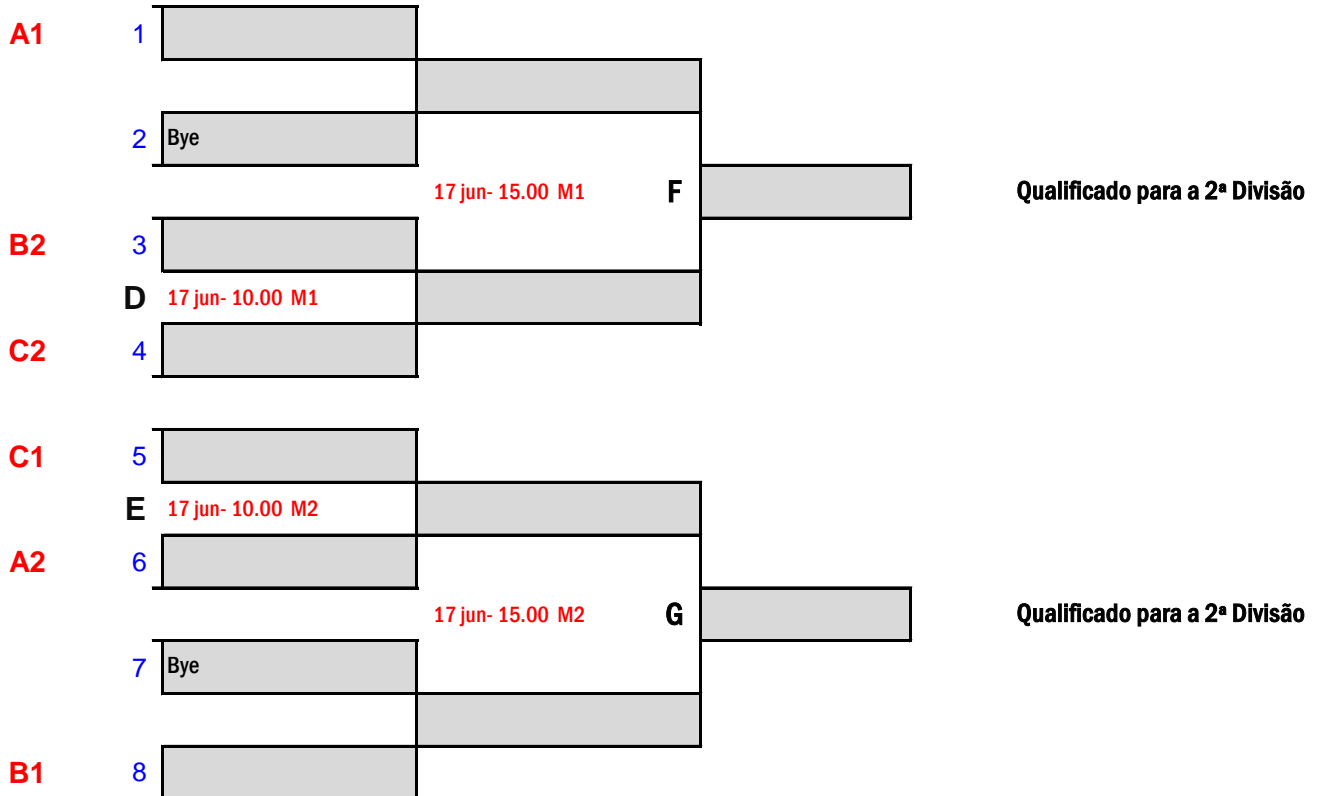 A1 1
2 Bye
17 jun- 15.00 M1 F Qualificado para a 2ª Divisão
B2 3
D 17 jun- 10.00 M1
C2 4
C1 5
E 17 jun- 10.00 M2
A2 6
17 jun- 15.00 M2 G Qualificado para a 2ª Divisão
7 Bye
B1 8